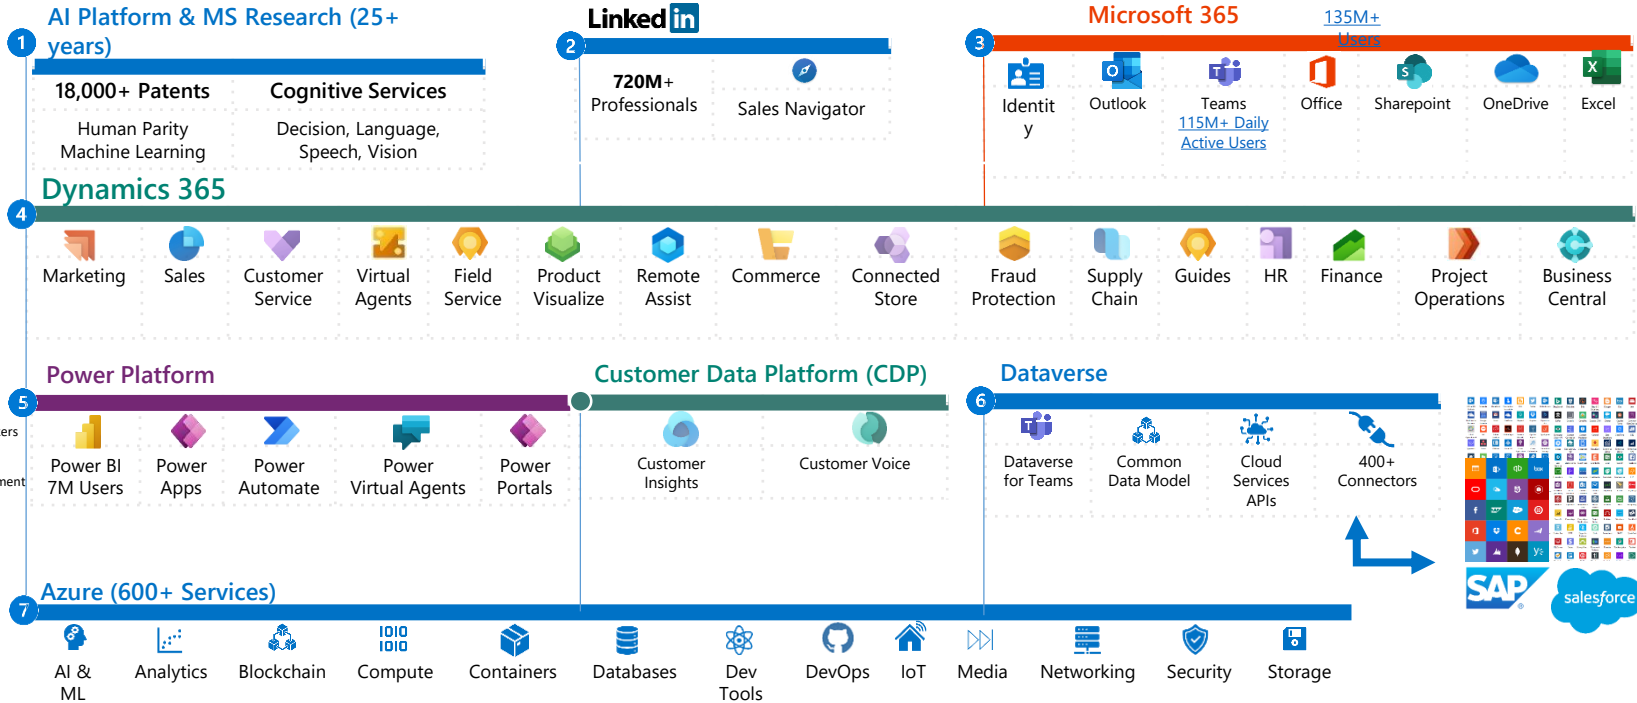 AI Platform & MS Research (25+
years)
1
18,000+ Patents
Human Parity
Machine Learning
Cognitive Services
Decision, Language,
Speech, Vision
Linked in
2
720M+
Professionals
Sales Navigator
Microsoft 365
135M+
Users
3
Identit
y
Outlook
Teams
115M+ Daily
Active Users
Office
Sharepoint
OneDrive
Excel
Dynamics 365
4
Marketing
Sales
Customer
Service
Virtual
Agents
Field
Service
Product
Visualize
Remote
Assist
Commerce
Connected
Store
Fraud
Protection
Supply
Chain
Guides
HR
Finance
Project
Operations
Business
Central
Power Platform
5
Power BI
7M Users
Power
Apps
Power
Automate
Power
Virtual Agents
Power
Portals
Customer Data Platform (CDP)
Customer
Insights
Customer Voice
Dataverse
6
Dataverse
for Teams
Common
Data Model
Cloud
Services
APIs
400+
Connectors
SAP
salesforce
Azure (600+ Services)
7
AI &
ML
Analytics
Blockchain
Compute
Containers
Databases
Dev
Tools
DevOps
IoT
Media
Networking
Security
Storage